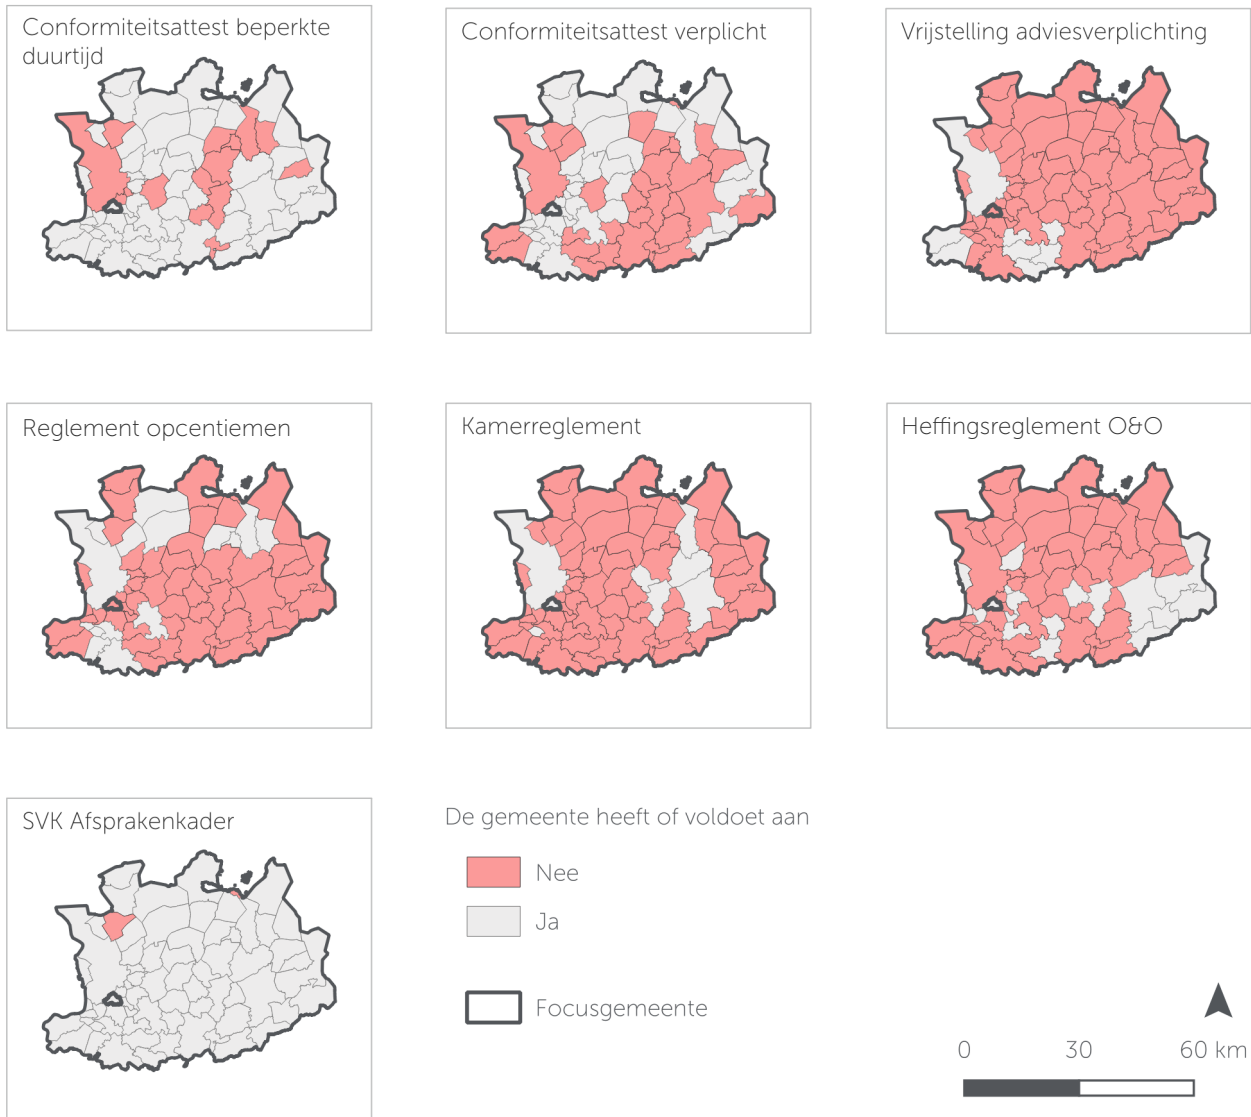 Conformiteitsattest beperkte
duurtijd
Conformiteitsattest verplicht
Vrijstelling adviesverplichting
Reglement opcentiemen
Kamerreglement
Heffingsreglement O&O
SVK Afsprakenkader
De gemeente heeft of voldoet aan
Nee
Ja
Focusgemeente
0 30 60 km